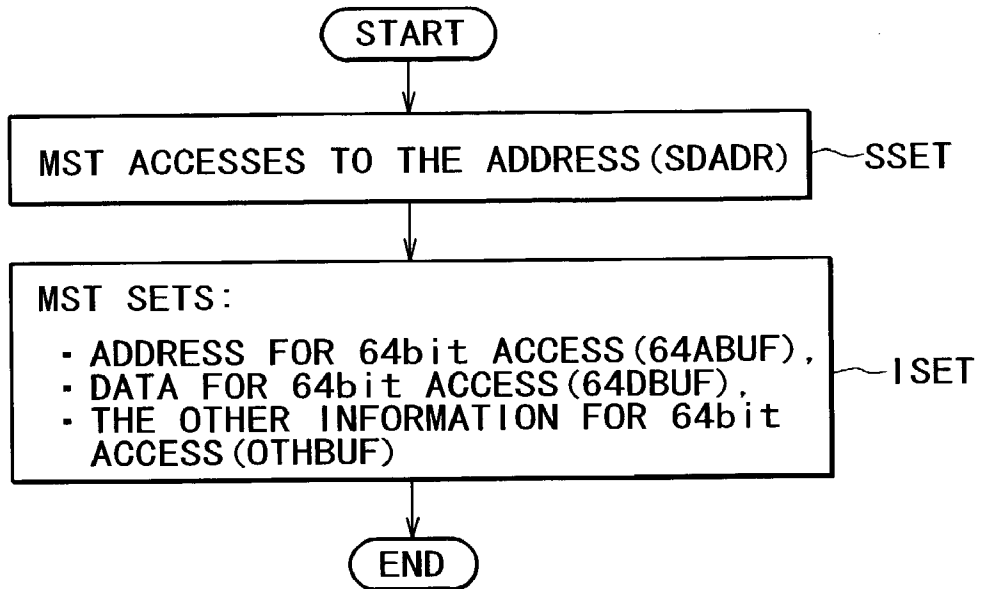 START
MST ACCESSES TO THE ADDRESS(SDADR)
SSET
MST SETS:
- ADDRESS FOR 64bit ACCESS(64ABUF),
- DATA FOR 64bit ACCESS(64DBUF),
- THE OTHER INFORMATION FOR 64bit
ACCESS(OTHBUF)
ISET
END